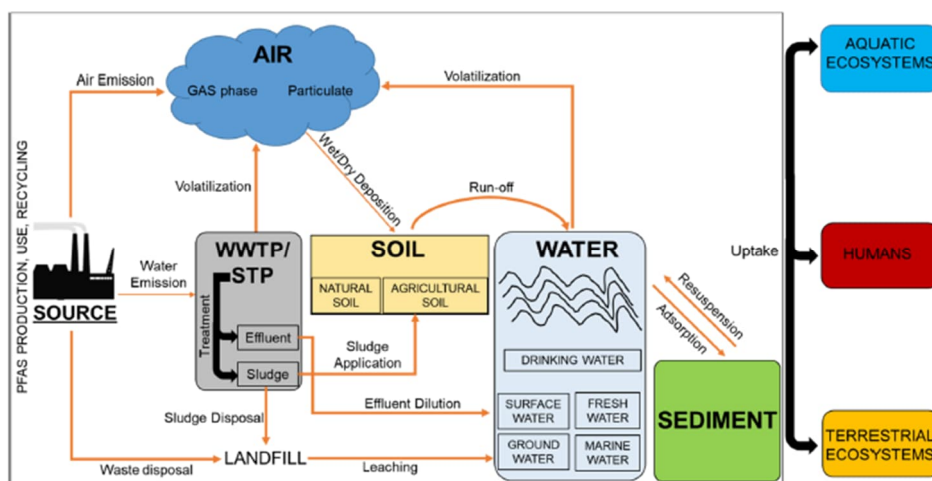 PFAS PRODUCTION, USE, RECYCLING
AIR
GAS phase
Particulate
Air Emission
Volatilization
Volatilization
Wet/Dry Deposition
Run-off
SOURCE
Water
Emission
WWTP/
STP
Treatment
Effluent
Sludge
SOIL
NATURAL
SOIL
AGRICULTURAL
SOIL
Sludge
Application
WATER
DRINKING WATER
SURFACE
WATER
FRESH
WATER
GROUND
WATER
MARINE
WATER
Effluent Dilution
Sludge Disposal
Waste disposal
LANDFILL
Leaching
Resuspension
Adsorption
SEDIMENT
Uptake
AQUATIC
ECOSYSTEMS
HUMANS
TERRESTRIAL
ECOSYSTEMS